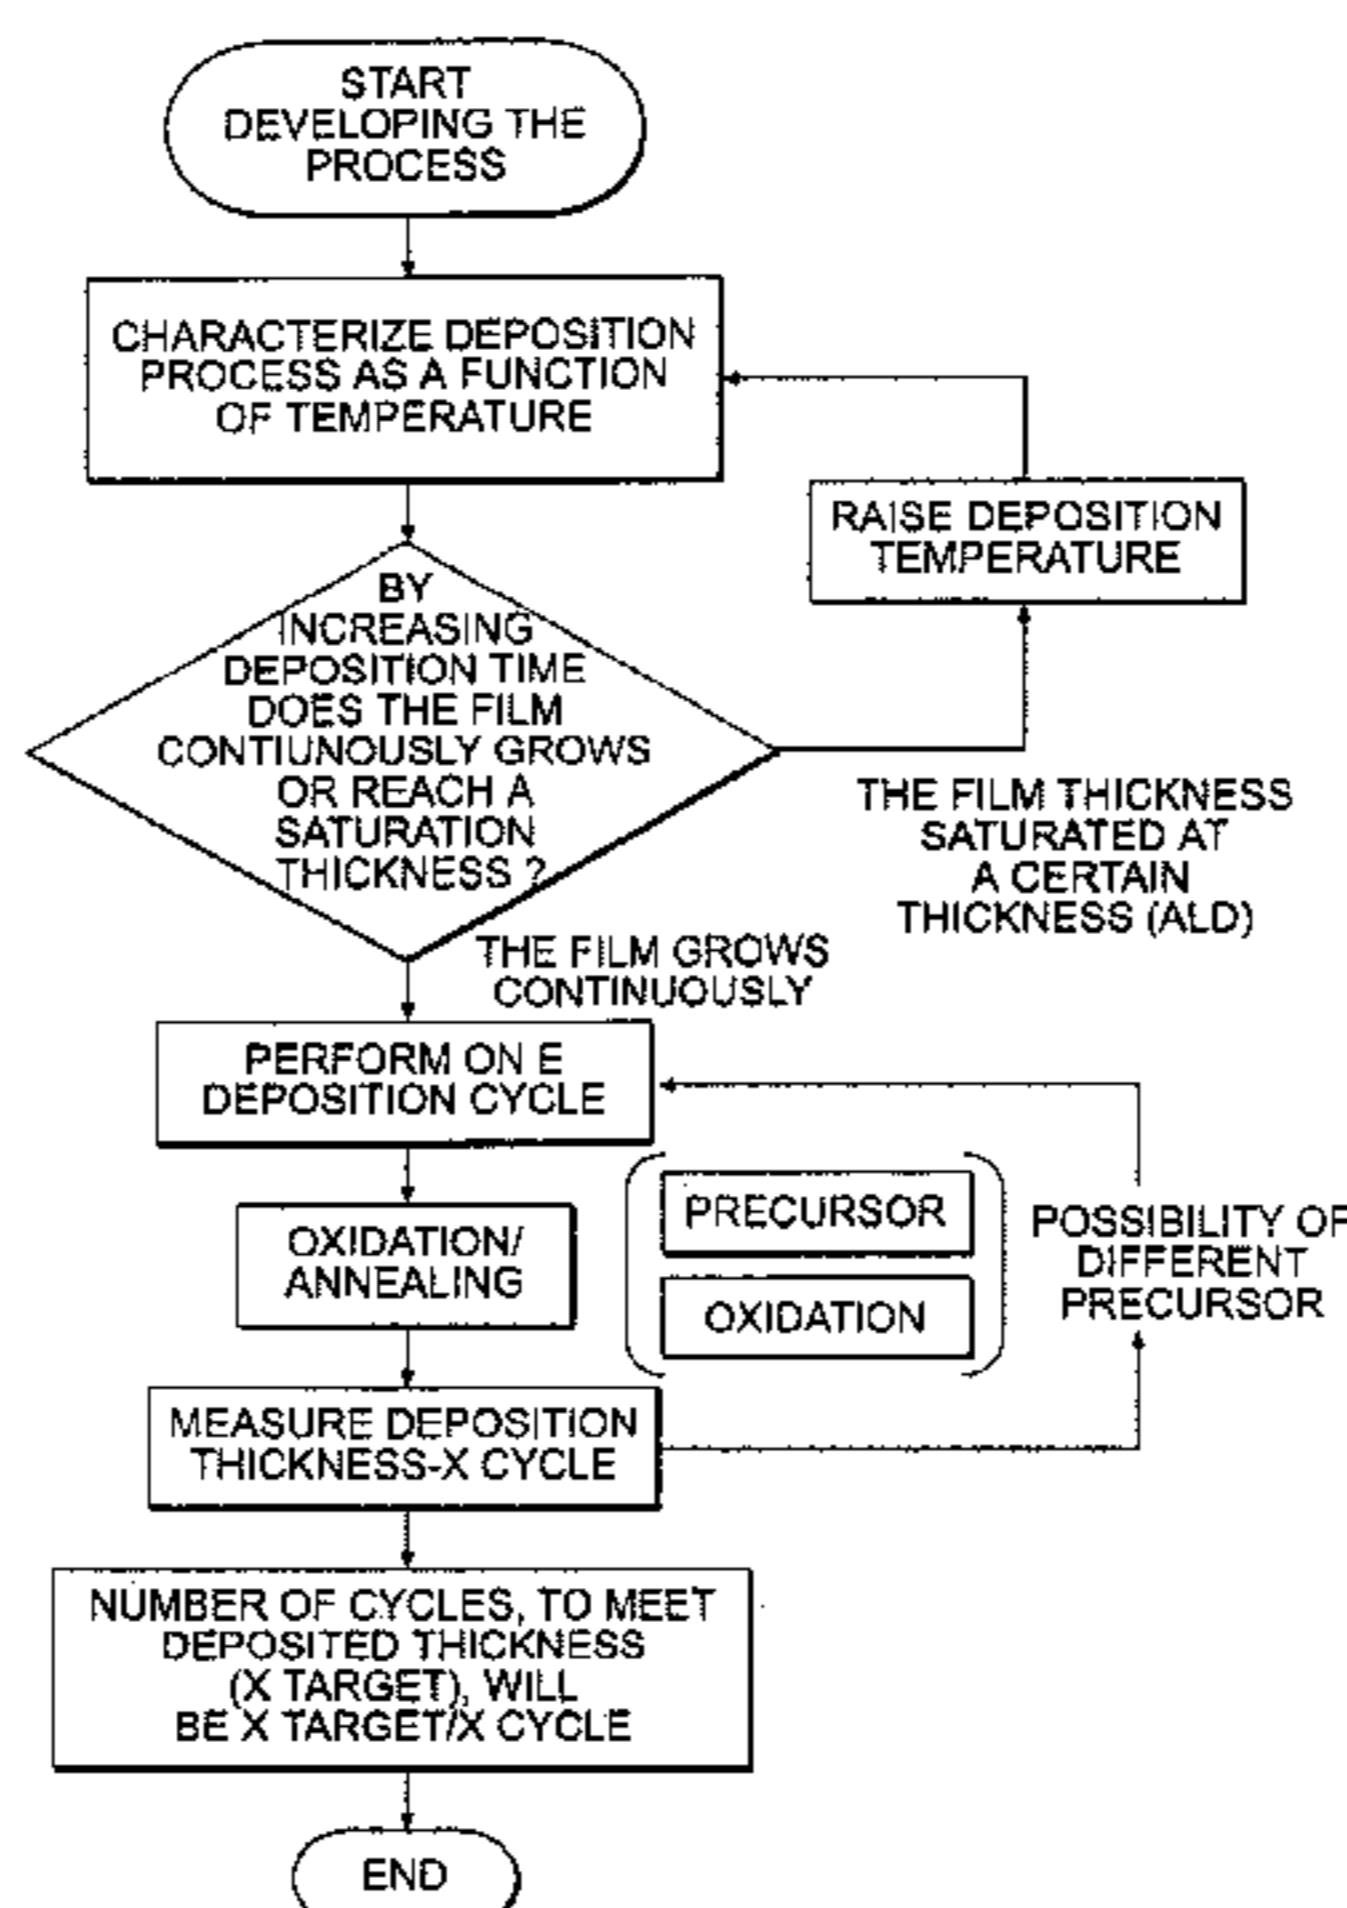 START
DEVELOPING THE
PROCESS
CHARACTERIZE DEPOSITION
PROCESS AS A FUNCTION
OF TEMPERATURE
RAISE DEPOSITION
TEMPERATURE
BY
INCREASING
DEPOSITION TIME
DOES THE FILM
CONTIUNOUSLY GROWS
OR REACH A
SATURATION
THICKNESS ?
THE FILM THICKNESS
SATURATED AT
A CERTAIN
THICKNESS (ALD)
THE FILM GROWS
CONTINUOUSLY
PERFORM ON E
DEPOSITION CYCLE
OXIDATION/
ANNEALING
PRECURSOR
OXIDATION
POSSIBILITY OF
DIFFERENT
PRECURSOR
MEASURE DEPOSITION
THICKNESS-X CYCLE
NUMBER OF CYCLES, TO MEET
DEPOSITED THICKNESS
(X TARGET), WILL
BE X TARGET/X CYCLE
END